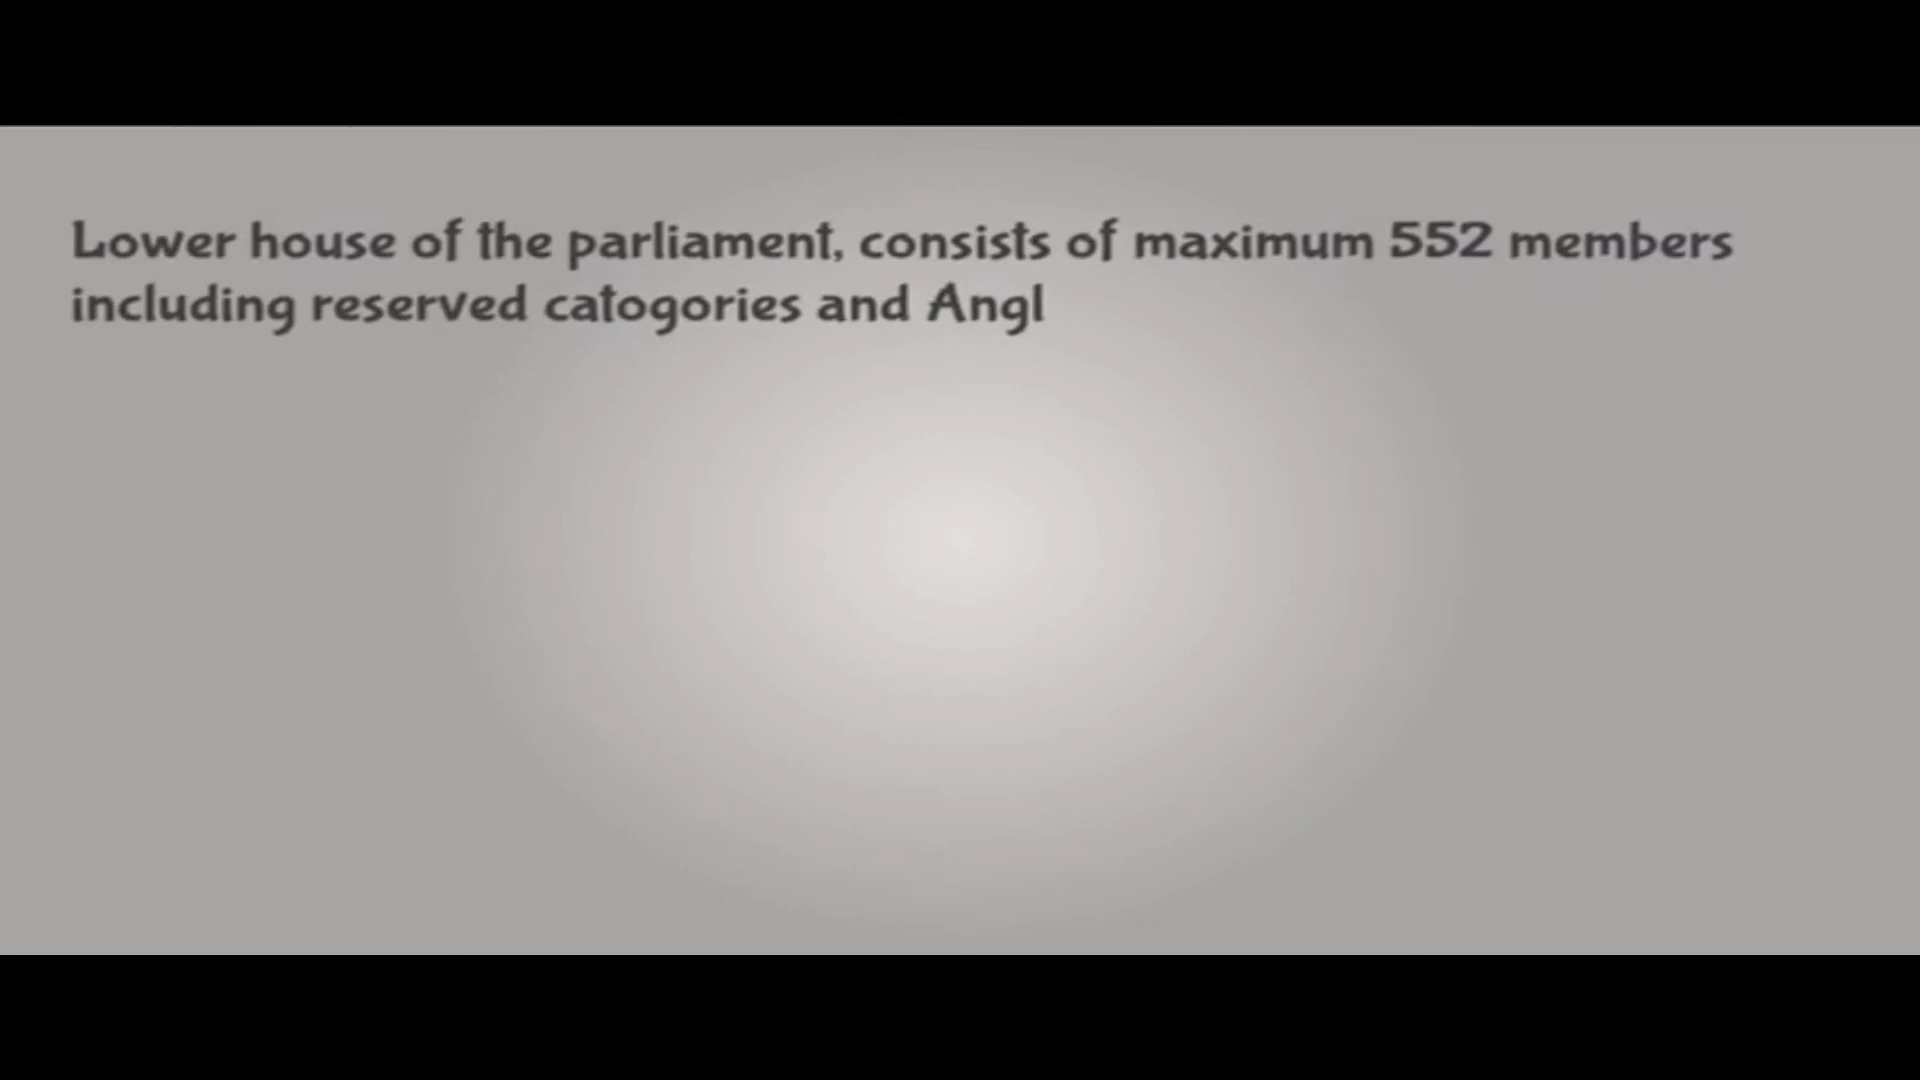 Lower house of the parliament, consists of maximum 552 members
including reserved catogories and Angl